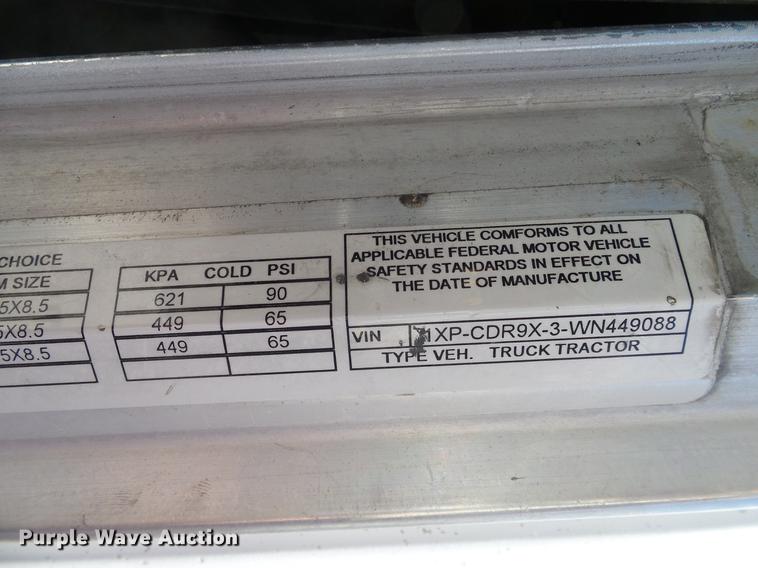 CHOICE
M SIZE
5X8.5
5X8.5
5X8.5
KPA COLD PSI
621 90
449 65
449 65
THIS VEHICLE COMFORMS TO ALL
APPLICABLE FEDERAL MOTOR VEHICLE
SAFETY STANDARDS IN EFFECT ON
THE DATE OF MANUFACTURE
VIN 1XP-CDR9X-3-WN449088
TYPE VEH. TRUCK TRACTOR
Purple Wave Auction